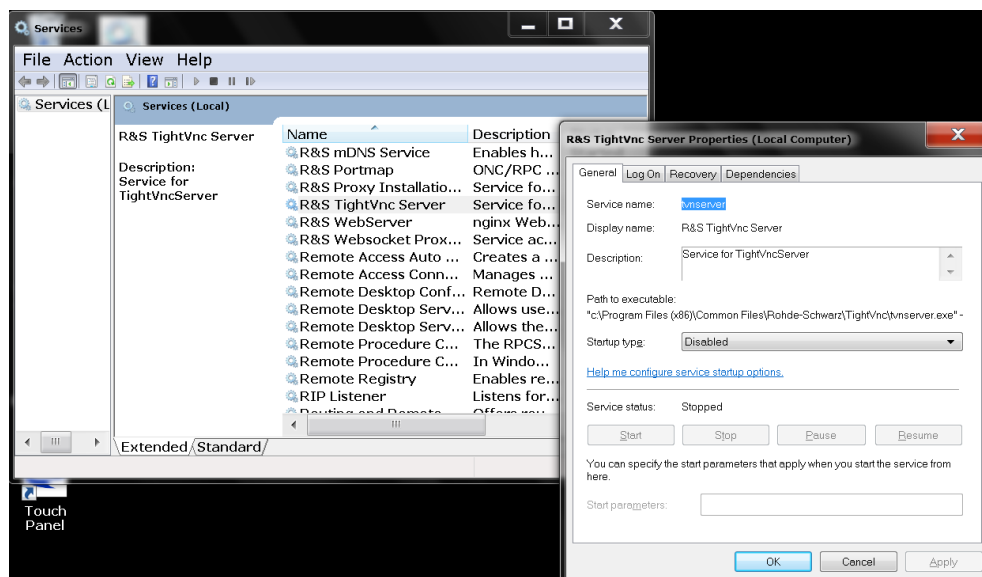 Services
File Action View Help
Services (L
Services (Local)
R&S TightVnc Server
Description:
Service for
TightVncServer
Name Description
R&S mDNS Service Enables h...
R&S Portmap ONC/RPC ...
R&S Proxy Installatio... Service fo...
R&S TightVnc Server Service fo...
R&S WebServer nginx Web...
R&S Websocket Prox... Service ac...
Remote Access Auto ... Creates a ...
Remote Access Conn... Manages ...
Remote Desktop Conf... Remote D...
Remote Desktop Serv... Allows use...
Remote Desktop Serv... Allows the...
Remote Procedure C... The RPCS...
Remote Procedure C... In Windo...
Remote Registry Enables re...
RIP Listener Listens for...
Extended Standard
Touch
Panel
R&S TightVnc Server Properties (Local Computer)
General Log On Recovery Dependencies
Service name: tvnserver
Display name: R&S TightVnc Server
Description: Service for TightVncServer
Path to executable:
"c:\Program Files (x86)\Common Files\Rohde-Schwarz\TightVnc\tvnserver.exe" -
Startup type: Disabled
Help me configure service startup options.
Service status: Stopped
Start Stop Pause Resume
You can specify the start parameters that apply when you start the service from
here.
Start parameters:
OK Cancel Apply